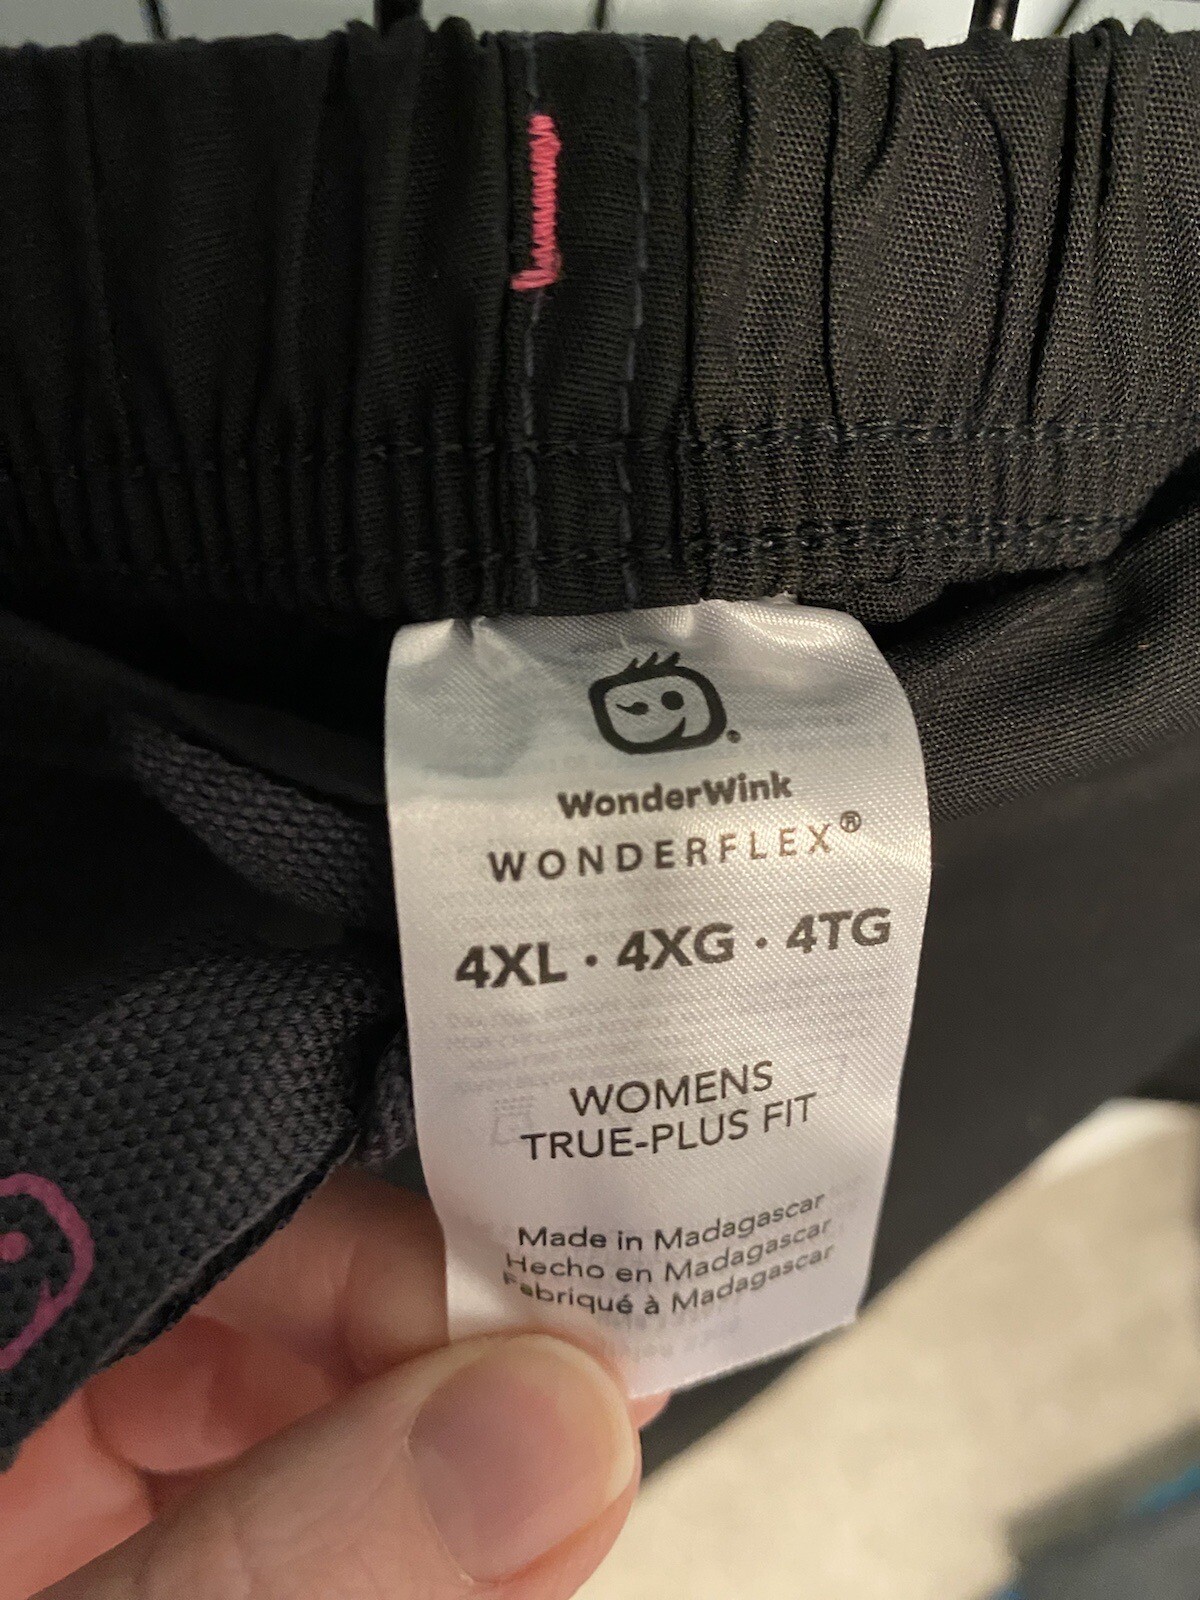 WonderWink
WONDERFLEX®
4XL · 4XG · 4TG
WOMENS
TRUE-PLUS FIT
Made in Madagascar
Hecho en Madagascar
Fabriqué à Madagascar